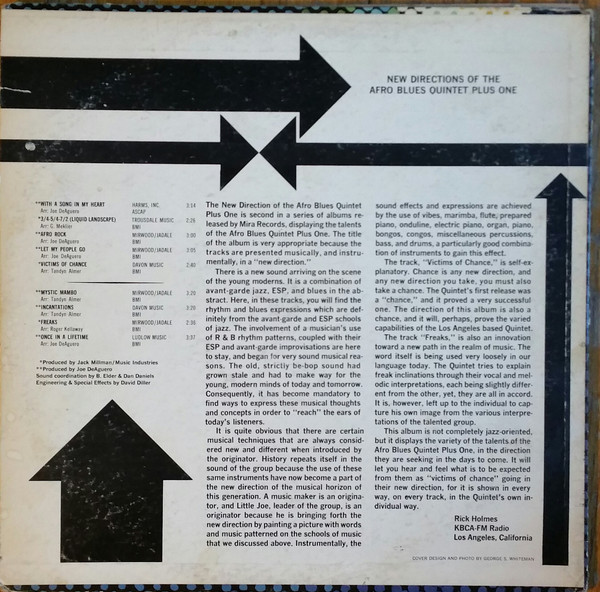 NEW DIRECTIONS OF THE
AFRO BLUES QUINTET PLUS ONE
**WITH A SONG IN MY HEART HARMS, INC. 3:14
Arr: Joe DeAguero ASCAP
*3/4-5/4-7/2 (LIQUID LANDSCAPE) TROUSDALE MUSIC 2:25
Arr: C. Meklier BMI
**AFRO ROCK MIRWOOD/JADALE 3:00
Arr: Joe DeAguero BMI
**LET MY PEOPLE GO MIRWOOD/JADALE 3:05
Arr: Joe DeAguero BMI
*VICTIMS OF CHANCE DAVON MUSIC 2:40
Arr: Tandyn Almer BMI
**MYSTIC MAMBO MIRWOOD/JADALE 3:20
Arr: Tandyn Almer BMI
**INCANTATIONS DAVON MUSIC 3:20
Arr: Tandyn Almer BMI
*FREAKS MIRWOOD/JADALE 2:36
Arr: Roger Kellaway BMI
**ONCE IN A LIFETIME LUDLOW MUSIC 3:37
Arr: Joe DeAguero BMI
*Produced by Jack Millman/Music Industries
**Produced by Joe DeAguero
Sound coordination by B. Elder & Dan Daniels
Engineering & Special Effects by David Diller
The New Direction of the Afro Blues Quintet
Plus One is second in a series of albums re-
leased by Mira Records, displaying the talents
of the Afro Blues Quintet Plus One. The title
of the album is very appropriate because the
tracks are presented musically, and instru-
mentally, in a "new direction."
There is a new sound arriving on the scene
of the young moderns. It is a combination of
avant-garde jazz, ESP, and blues in the ab-
stract. Here, in these tracks, you will find the
rhythm and blues expressions which are def-
initely from the avant-garde and ESP schools
of jazz. The involvement of a musician's use
of R & B rhythm patterns, coupled with their
ESP and avant-garde improvisations are here
to stay, and began for very sound musical rea-
sons. The old, strictly be-bop sound had
grown stale and had to make way for the
young, modern minds of today and tomorrow.
Consequently, it has become mandatory to
find ways to express these musical thoughts
and concepts in order to "reach" the ears of
today's listeners.
It is quite obvious that there are certain
musical techniques that are always consid-
ered new and different when introduced by
the originator. History repeats itself in the
sound of the group because the use of these
same instruments have now become a part of
the new direction of the musical horizon of
this generation. A music maker is an origina-
tor, and Little Joe, leader of the group, is an
originator because he is bringing forth the
new direction by painting a picture with words
and music patterned on the schools of music
that we discussed above. Instrumentally, the
sound effects and expressions are achieved
by the use of vibes, marimba, flute, prepared
piano, onduline, electric piano, organ, piano,
bongos, congos, miscellaneous percussions,
bass, and drums, a particularly good combina-
tion of instruments to gain this effect.
The track, "Victims of Chance," is self-ex-
planatory. Chance is any new direction, and
any new direction you take, you must also
take a chance. The Quintet's first release was
a "chance," and it proved a very successful
one. The direction of this album is also a
chance, and it will, perhaps, prove the varied
capabilities of the Los Angeles based Quintet.
The track "Freaks," is also an innovation
toward a new path in the realm of music. The
word itself is being used very loosely in our
language today. The Quintet tries to explain
freak inclinations through their vocal and mel-
odic interpretations, each being slightly differ-
ent from the other, yet, they are all in accord.
It is, however, left up to the individual to cap-
ture his own image from the various interpre-
tations of the talented group.
This album is not completely jazz-oriented,
but it displays the variety of the talents of the
Afro Blues Quintet Plus One, in the direction
they are seeking in the days to come. It will
let you hear and feel what is to be expected
from them as "victims of chance" going in
their new direction, for it is shown in every
way, on every track, in the Quintet's own in-
dividual way.
Rick Holmes
KBCA-FM Radio
Los Angeles, California
COVER DESIGN AND PHOTO BY GEORGE S. WHITEMAN